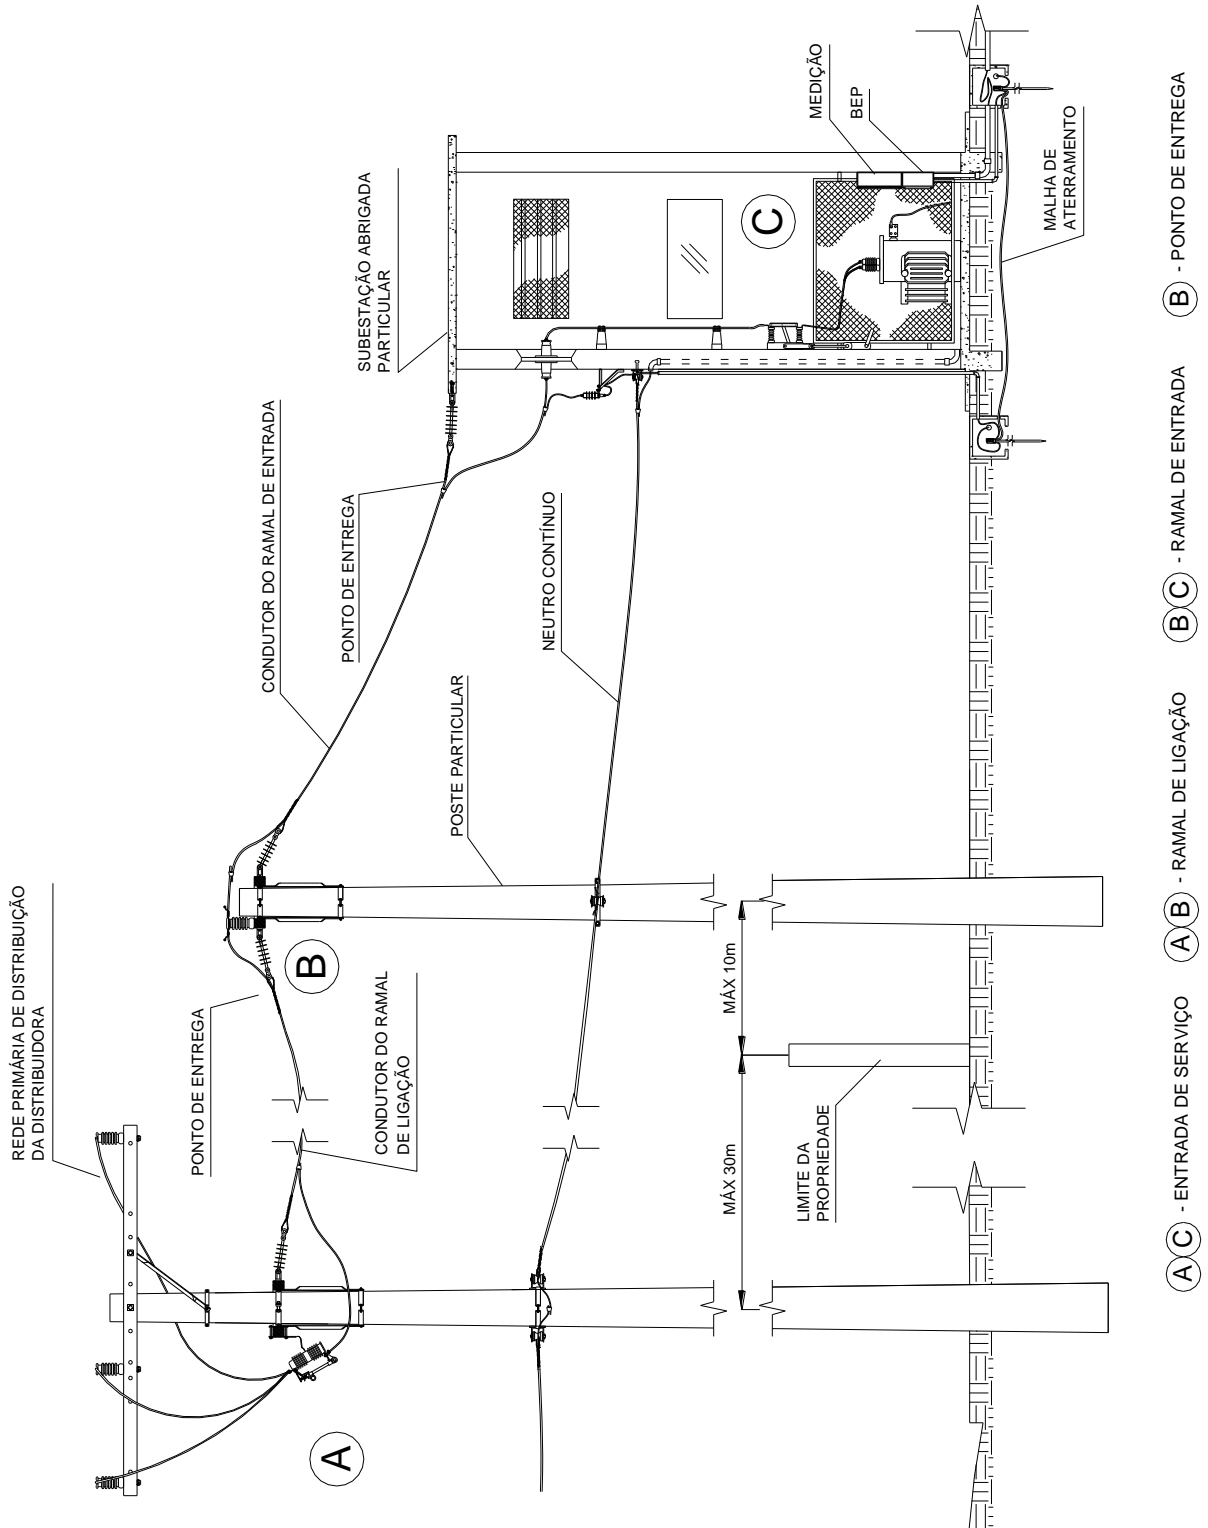 REDE PRIMÁRIA DE DISTRIBUIÇÃO
DA DISTRIBUIDORA
PONTO DE ENTREGA
CONDUTOR DO RAMAL DE ENTRADA
PONTO DE ENTREGA
SUBESTAÇÃO ABRIGADA
PARTICULAR
CONDUTOR DO RAMAL
DE LIGAÇÃO
POSTE PARTICULAR
NEUTRO CONTÍNUO
A
B
C
MÁX 30m
MÁX 10m
LIMITE DA
PROPRIEDADE
MEDIÇÃO
BEP
MALHA DE
ATERRAMENTO
A C - ENTRADA DE SERVIÇO
A B - RAMAL DE LIGAÇÃO
B C - RAMAL DE ENTRADA
B - PONTO DE ENTREGA